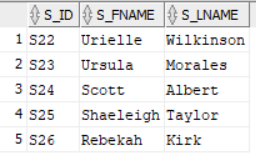 S_ID S_FNAME S_LNAME
1 S22 Urielle Wilkinson
2 S23 Ursula Morales
3 S24 Scott Albert
4 S25 Shaeleigh Taylor
5 S26 Rebekah Kirk